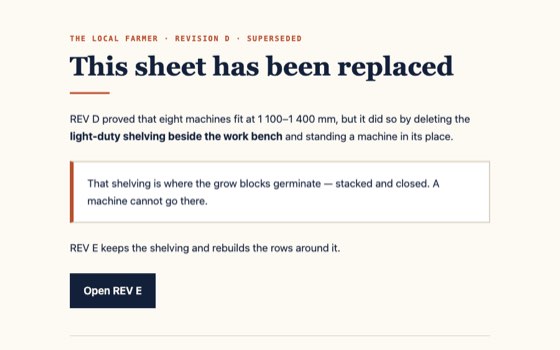 THE LOCAL FARMER · REVISION D · SUPERSEDED
This sheet has been replaced
REV D proved that eight machines fit at 1 100–1 400 mm, but it did so by deleting the
light-duty shelving beside the work bench and standing a machine in its place.
That shelving is where the grow blocks germinate — stacked and closed. A
machine cannot go there.
REV E keeps the shelving and rebuilds the rows around it.
Open REV E